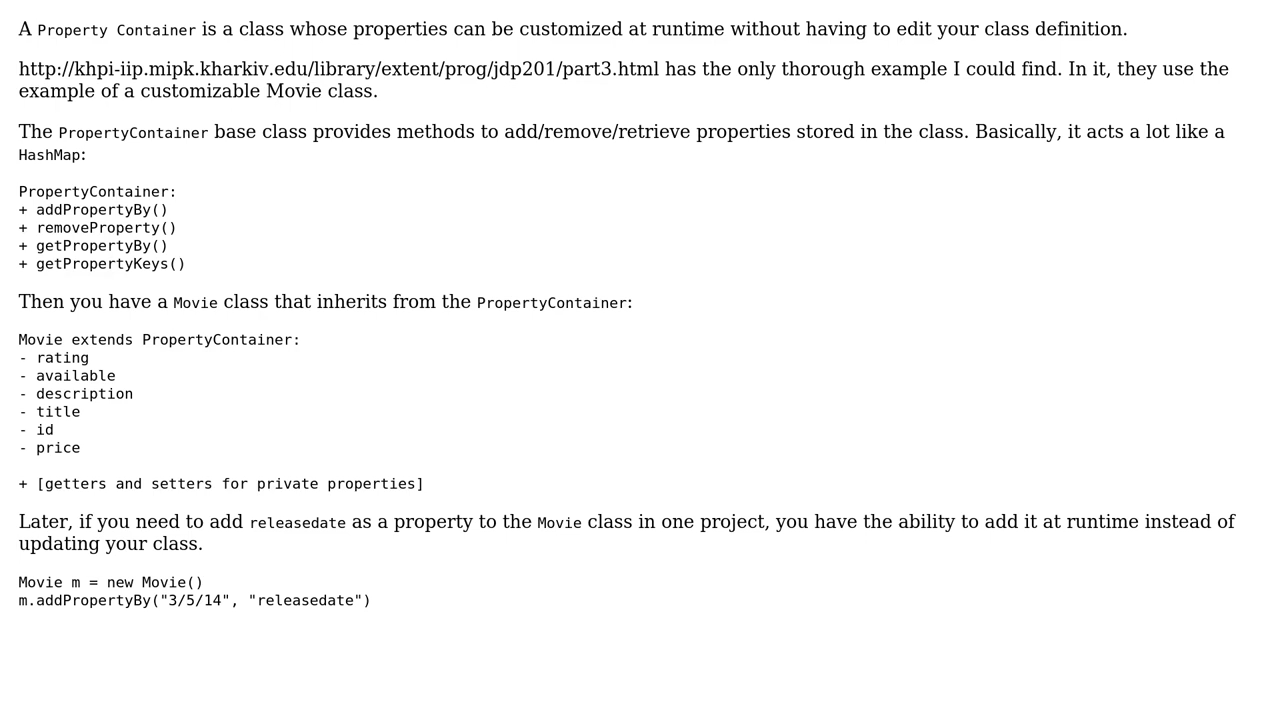 A Property Container is a class whose properties can be customized at runtime without having to edit your class definition.
http://khpi-iip.mipk.kharkiv.edu/library/extent/prog/jdp201/part3.html has the only thorough example I could find. In it, they use the
example of a customizable Movie class.
The PropertyContainer base class provides methods to add/remove/retrieve properties stored in the class. Basically, it acts a lot like a
HashMap:
PropertyContainer:
+ addPropertyBy()
+ removeProperty()
+ getPropertyBy()
+ getPropertyKeys()
Then you have a Movie class that inherits from the PropertyContainer:
Movie extends PropertyContainer:
- rating
- available
- description
- title
- id
- price
+ [getters and setters for private properties]
Later, if you need to add releasedate as a property to the Movie class in one project, you have the ability to add it at runtime instead of
updating your class.
Movie m = new Movie()
m.addPropertyBy("3/5/14", "releasedate")